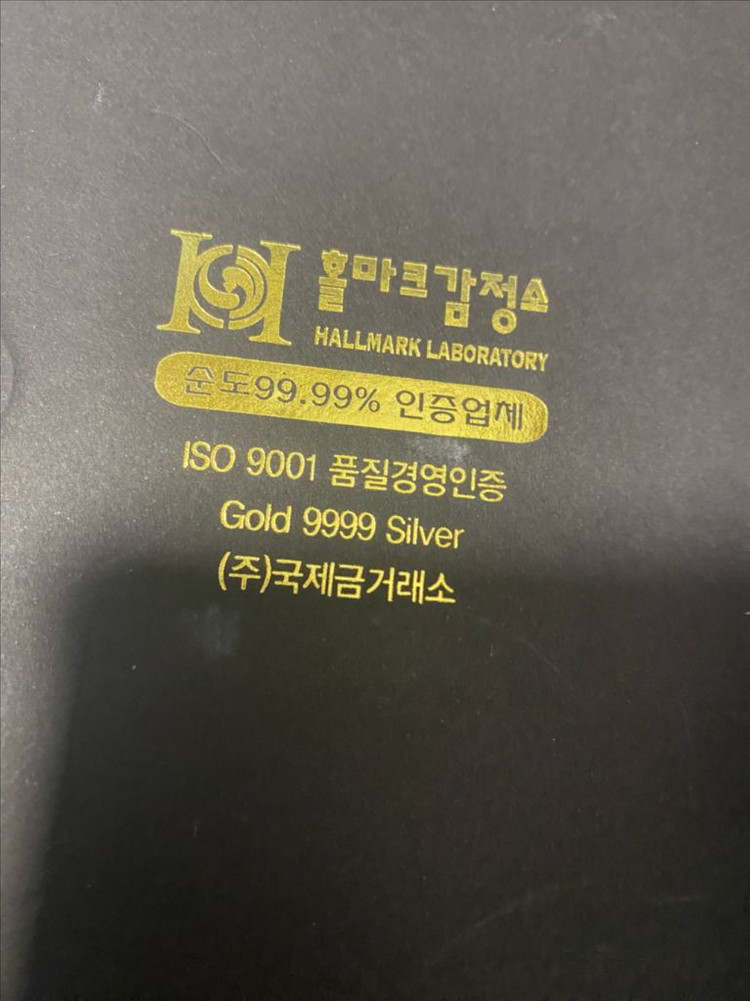 홀마크감정소
HALLMARK LABORATORY
순도99.99% 인증업체
ISO 9001 품질경영인증
Gold 9999 Silver
(주)국제금거래소